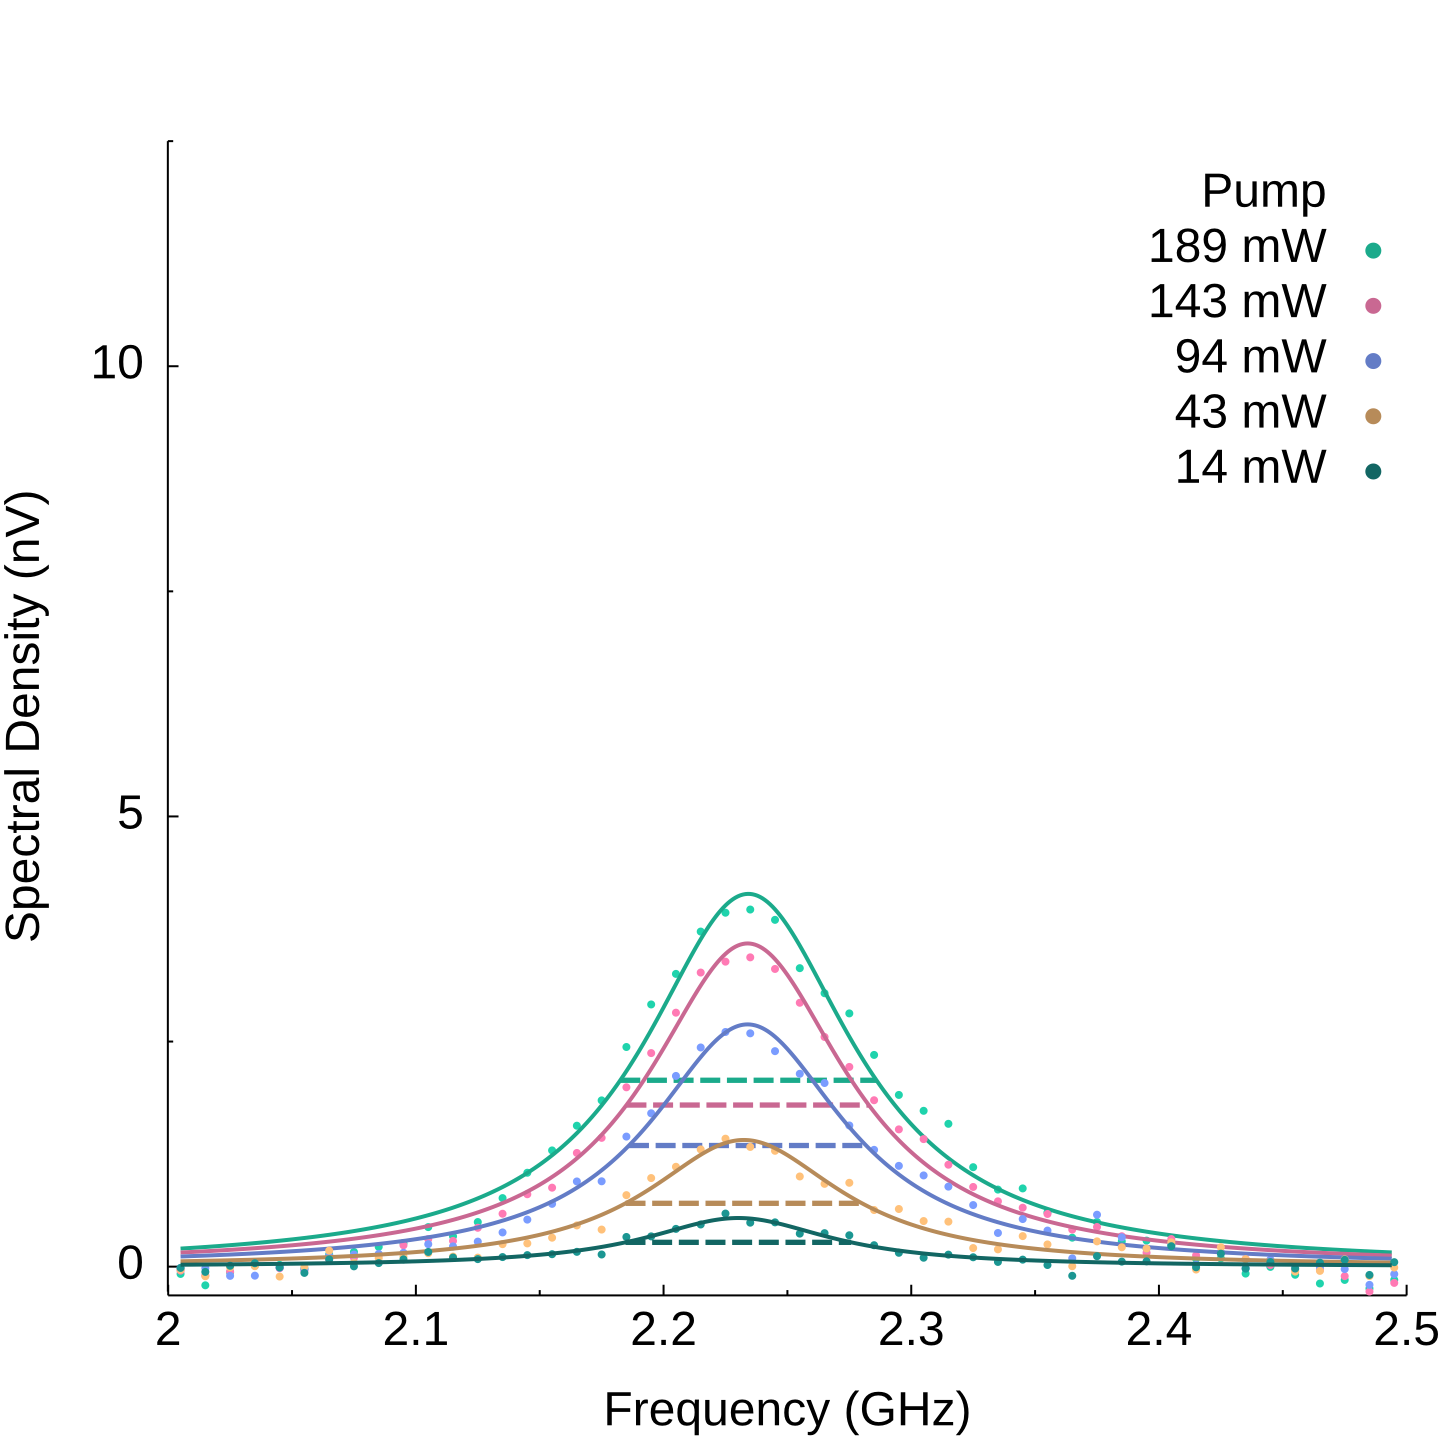 Pump
189 mW
143 mW
94 mW
43 mW
14 mW
10
5
0
Spectral Density (nV)
2 2.1 2.2 2.3 2.4 2.5
Frequency (GHz)